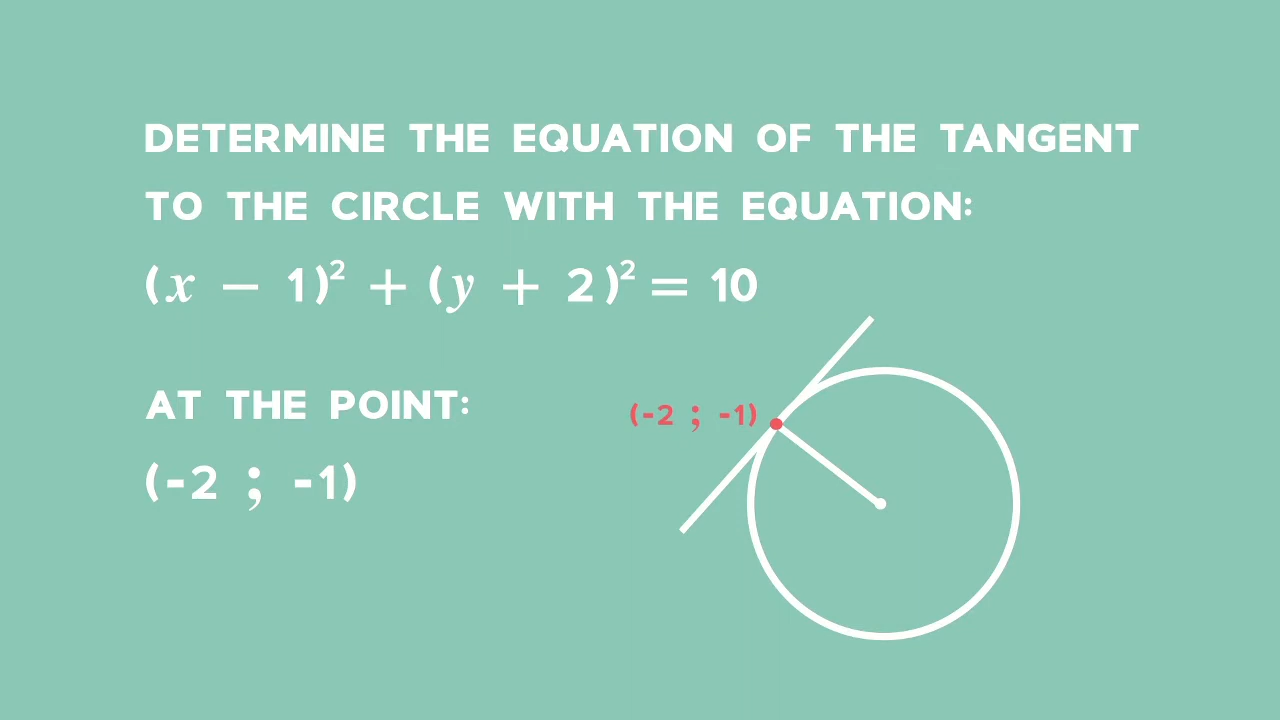 DETERMINE THE EQUATION OF THE TANGENT
TO THE CIRCLE WITH THE EQUATION:
(x − 1)² + (y + 2)² = 10
AT THE POINT:
(-2 ; -1)
(-2 ; -1)